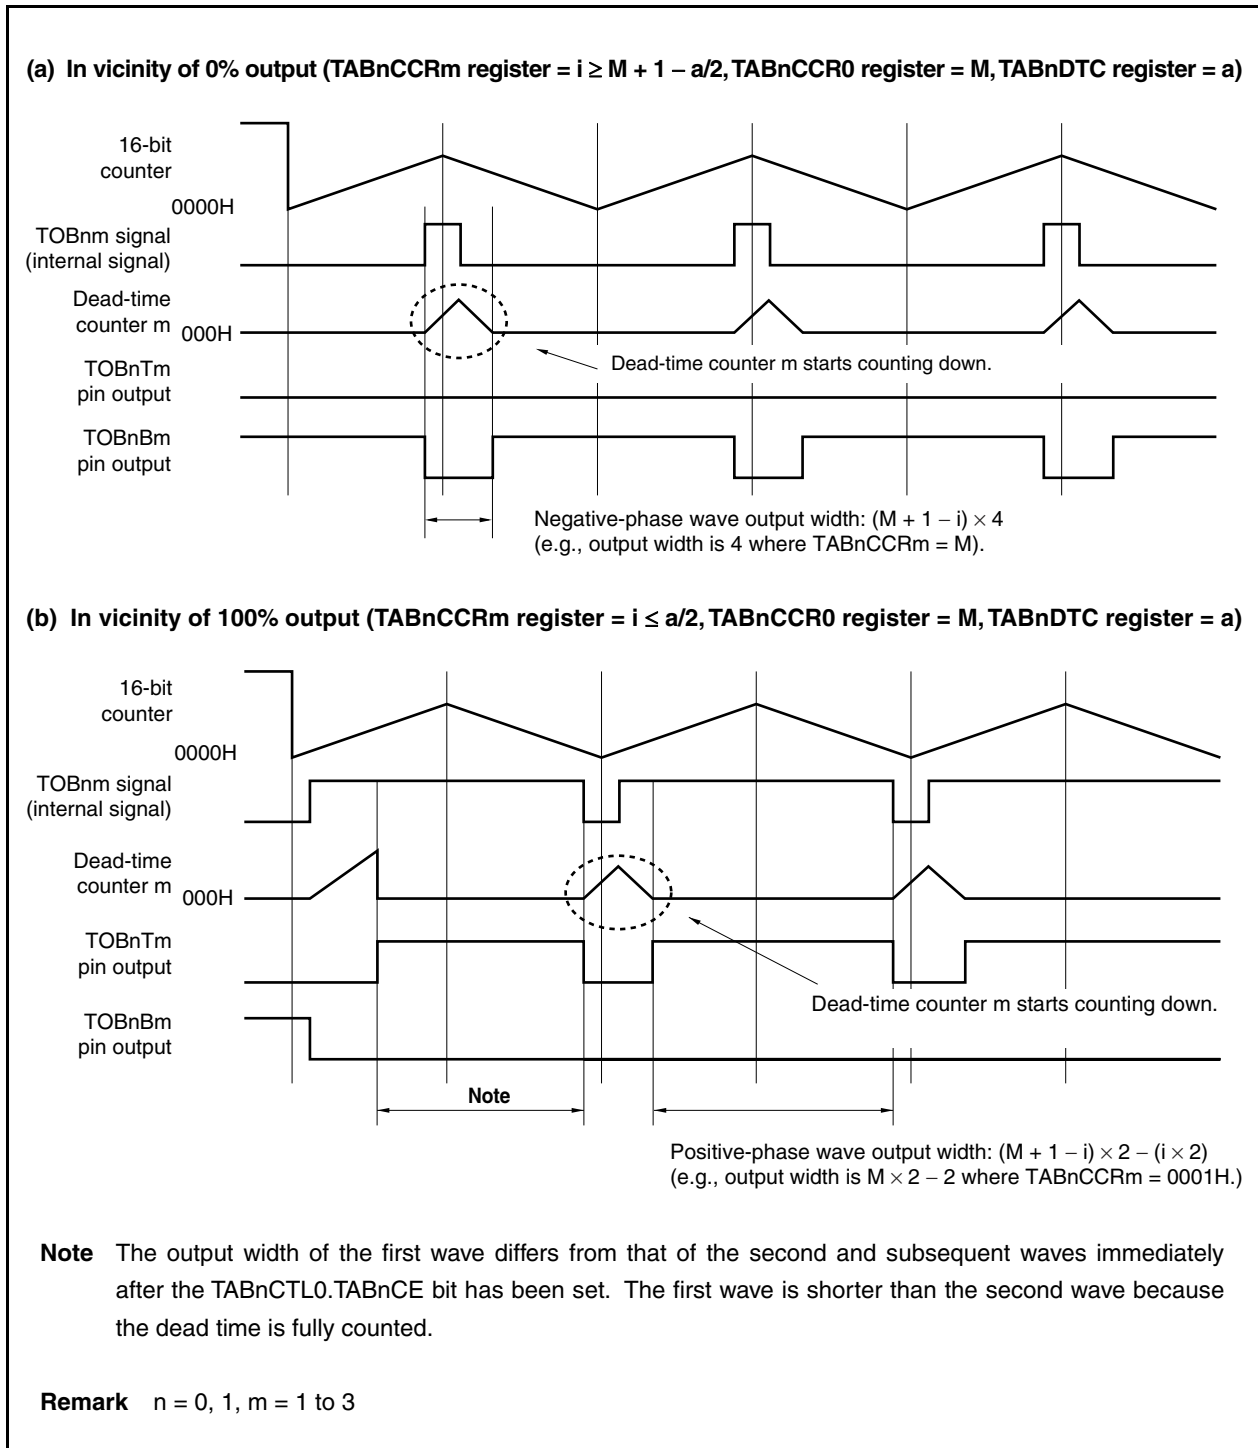 (a) In vicinity of 0% output (TABnCCRm register = i ≥ M + 1 – a/2, TABnCCR0 register = M, TABnDTC register = a)
16-bit
counter
0000H
TOBnm signal
(internal signal)
Dead-time
counter m
000H
Dead-time counter m starts counting down.
TOBnTm
pin output
TOBnBm
pin output
Negative-phase wave output width: (M + 1 – i) × 4
(e.g., output width is 4 where TABnCCRm = M).
(b) In vicinity of 100% output (TABnCCRm register = i ≤ a/2, TABnCCR0 register = M, TABnDTC register = a)
16-bit
counter
0000H
TOBnm signal
(internal signal)
Dead-time
counter m
000H
TOBnTm
pin output
Dead-time counter m starts counting down.
TOBnBm
pin output
Note
Positive-phase wave output width: (M + 1 – i) × 2 – (i × 2)
(e.g., output width is M × 2 – 2 where TABnCCRm = 0001H.)
Note The output width of the first wave differs from that of the second and subsequent waves immediately
after the TABnCTL0.TABnCE bit has been set. The first wave is shorter than the second wave because
the dead time is fully counted.
Remark n = 0, 1, m = 1 to 3